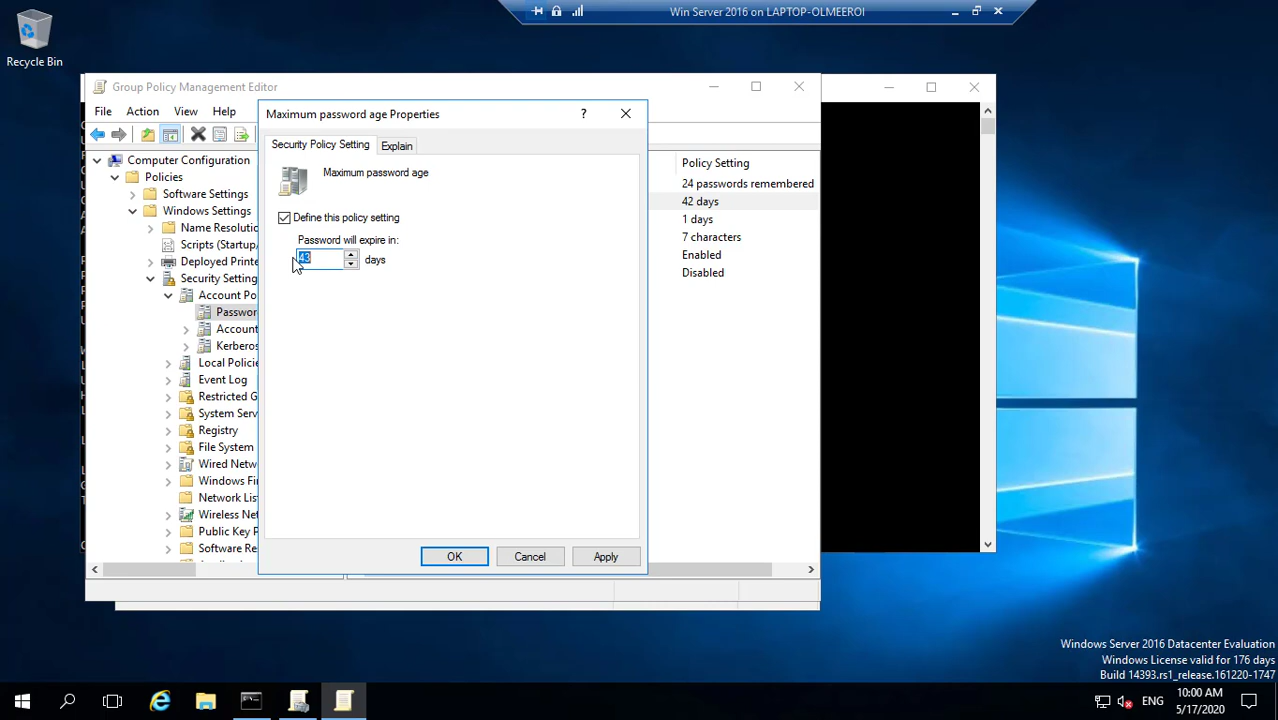 Win Server 2016 on LAPTOP-OLMEEROI
Recycle Bin
Group Policy Management Editor
File Action View Help
Maximum password age Properties
?
Security Policy Setting
Explain
Maximum password age
Define this policy setting
Password will expire in:
43
days
OK
Cancel
Apply
Computer Configuration
Policies
Software Settings
Windows Settings
Name Resolutio
Scripts (Startup/
Deployed Printe
Security Setting
Account Po
Passwor
Account
Kerberos
Local Policie
Event Log
Restricted G
System Serv
Registry
File System
Wired Netw
Windows Fi
Network List
Wireless Net
Public Key P
Software Re
Policy Setting
24 passwords remembered
42 days
1 days
7 characters
Enabled
Disabled
Windows Server 2016 Datacenter Evaluation
Windows License valid for 176 days
Build 14393.rs1_release.161220-1747
ENG
10:00 AM
5/17/2020